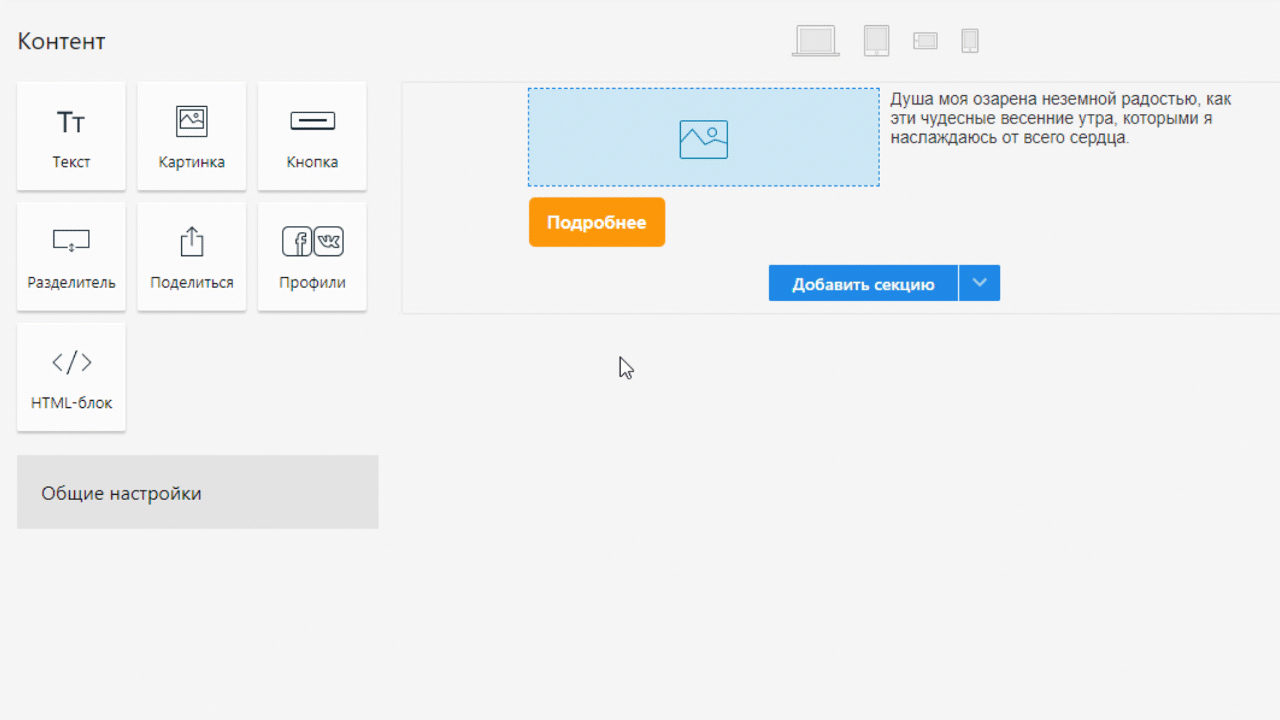 Контент
Текст
Картинка
Кнопка
Разделитель
Поделиться
Профили
HTML-блок
Общие настройки
Душа моя озарена неземной радостью, как
эти чудесные весенние утра, которыми я
наслаждаюсь от всего сердца.
Подробнее
Добавить секцию